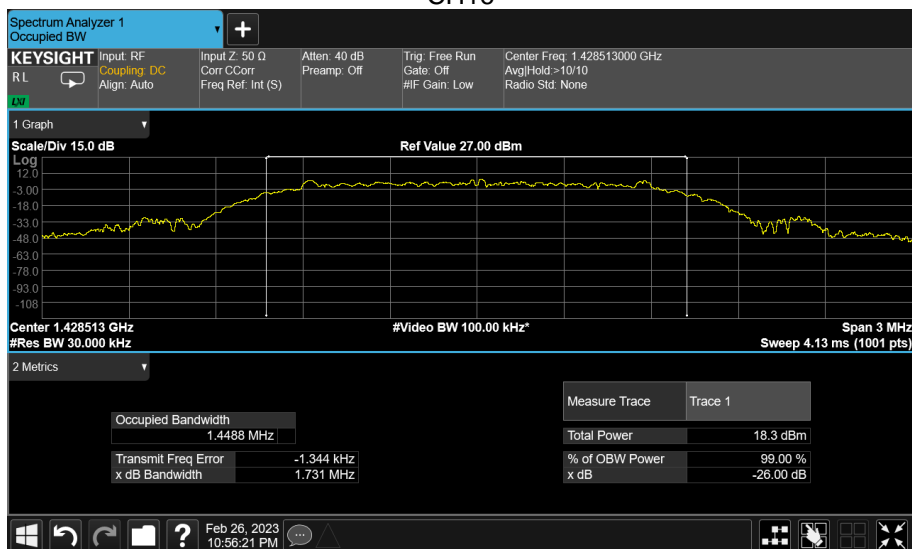 Spectrum Analyzer 1
Occupied BW
KEYSIGHT
R L
LXI
Input: RF
Coupling: DC
Align: Auto
Input Z: 50 Ω
Corr CCorr
Freq Ref: Int (S)
Atten: 40 dB
Preamp: Off
Trig: Free Run
Gate: Off
#IF Gain: Low
Center Freq: 1.428513000 GHz
Avg|Hold:>10/10
Radio Std: None
1 Graph
Scale/Div 15.0 dB
Ref Value 27.00 dBm
Log
12.0
-3.00
-18.0
-33.0
-48.0
-63.0
-78.0
-93.0
-108
Center 1.428513 GHz
#Video BW 100.00 kHz*
Span 3 MHz
#Res BW 30.000 kHz
Sweep 4.13 ms (1001 pts)
2 Metrics
Measure Trace
Trace 1
Occupied Bandwidth
1.4488 MHz
Total Power
18.3 dBm
Transmit Freq Error
-1.344 kHz
% of OBW Power
99.00 %
x dB Bandwidth
1.731 MHz
x dB
-26.00 dB
?
Feb 26, 2023
10:56:21 PM